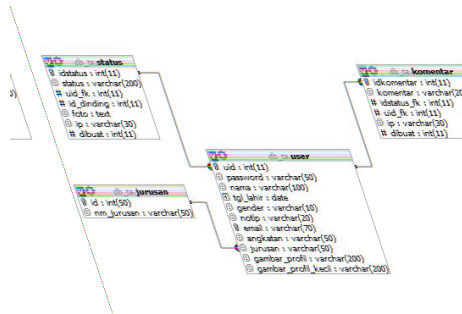 db_ta status
idstatus : int(11)
status : varchar(200)
uid_fk : int(11)
id_dinding : int(11)
foto : text
ip : varchar(30)
dibuat : int(11)
db_ta komentar
idkomentar : int(11)
komentar : varchar(20
idstatus_fk : int(11)
uid_fk : int(11)
ip : varchar(30)
dibuat : int(11)
db_ta jurusan
id : int(50)
nm_jurusan : varchar(50)
db_ta user
uid : int(11)
password : varchar(50)
nama : varchar(100)
tgl_lahir : date
gender : varchar(10)
notlp : varchar(20)
email : varchar(70)
angkatan : varchar(50)
jurusan : varchar(50)
gambar_profil : varchar(200)
gambar_profil_kecil : varchar(200)